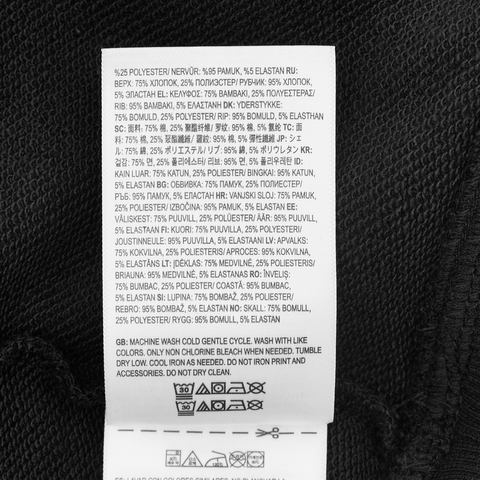 %25 POLYESTER/ NERVÜR: %95 PAMUK, %5 ELASTAN RU:
ВЕРХ: 75% ХЛОПОК, 25% ПОЛИЭСТЕР/ РУБЧИК: 95% ХЛОПОК,
5% ЭЛАСТАН EL: ΚΕΛΥΦΟΣ: 75% ΒΑΜΒΑΚΙ, 25% ΠΟΛΥΕΣΤΕΡΑΣ/
RIB: 95% ΒΑΜΒΑΚΙ, 5% ΕΛΑΣΤΑΝΗ DK: YDERSTYKKE:
75% BOMULD, 25% POLYESTER/ RIP: 95% BOMULD, 5% ELASTHAN
SC: 面料: 75% 棉, 25% 聚酯纤维/ 罗纹: 95% 棉, 5% 氨纶 TC: 面
料: 75% 棉, 25% 聚酯纖維/ 羅紋: 95% 棉, 5% 彈性纖維 JP: シェ
ル: 75% 綿, 25% ポリエステル/ リブ: 95% 綿, 5% ポリウレタン KR:
겉감: 75% 면, 25% 폴리에스터/ 리브: 95% 면, 5% 폴리우레탄 ID:
KAIN LUAR: 75% KATUN, 25% POLIESTER/ BINGKAI: 95% KATUN,
5% ELASTAN BG: ОБВИВКА: 75% ПАМУК, 25% ПОЛИЕСТЕР/
РЪБ: 95% ПАМУК, 5% ЕЛАСТАН HR: VANJSKI SLOJ: 75% PAMUK,
25% POLIESTER/ IZBOČINA: 95% PAMUK, 5% ELASTAN EE:
VÄLISKEST: 75% PUUVILL, 25% POLÜESTER/ ÄÄR: 95% PUUVILL,
5% ELASTAAN FI: KUORI: 75% PUUVILLA, 25% POLYESTERI/
JOUSTINNEULE: 95% PUUVILLA, 5% ELASTAANI LV: APVALKS:
75% KOKVILNA, 25% POLIESTERIS/ APROCES: 95% KOKVILNA,
5% ELASTĀNS LT: ĮDĖKLAS: 75% MEDVILNĖ, 25% POLIESTERIS/
BRIAUNA: 95% MEDVILNĖ, 5% ELASTANAS RO: ÎNVELIȘ:
75% BUMBAC, 25% POLIESTER/ COASTĂ: 95% BUMBAC,
5% ELASTAN SI: LUPINA: 75% BOMBAŽ, 25% POLIESTER/
REBRO: 95% BOMBAŽ, 5% ELASTAN NO: SKALL: 75% BOMULL,
25% POLYESTER/ RYGG: 95% BOMULL, 5% ELASTAN
GB: MACHINE WASH COLD GENTLE CYCLE. WASH WITH LIKE
COLORS. ONLY NON CHLORINE BLEACH WHEN NEEDED. TUMBLE
DRY LOW. COOL IRON AS NEEDED. DO NOT IRON PRINT AND
ACCESSORIES. DO NOT DRY CLEAN.
30
30